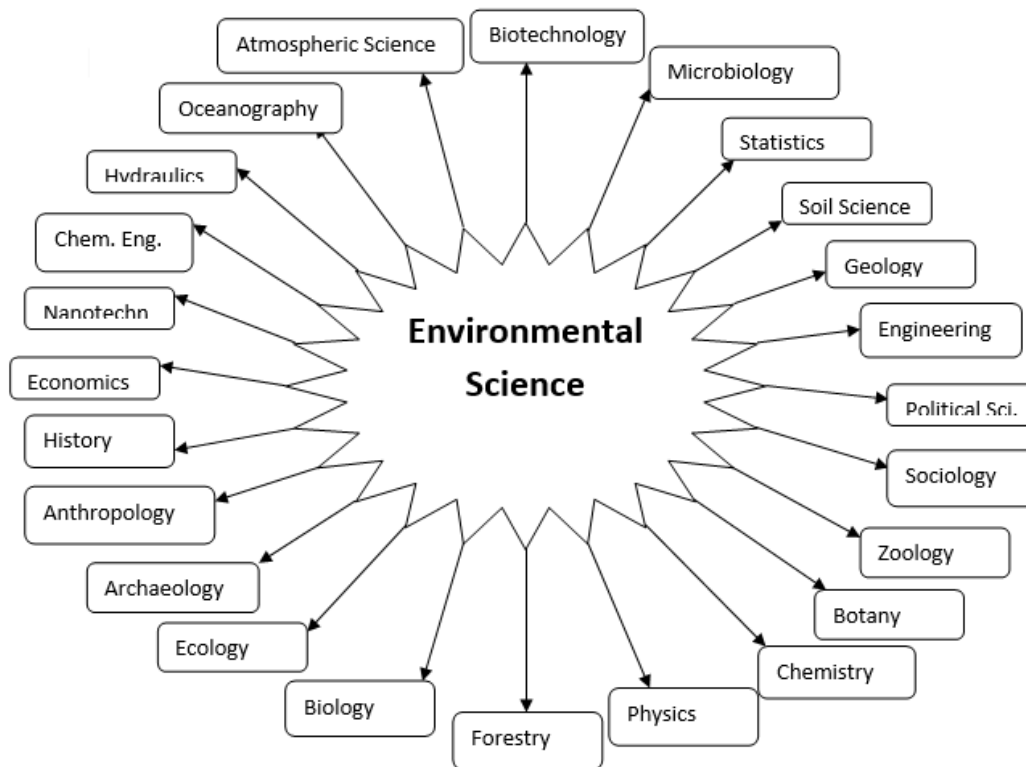 Biotechnology
Atmospheric Science
Microbiology
Oceanography
Statistics
Hydraulics
Soil Science
Chem. Eng.
Geology
Nanotechn
Engineering
Environmental
Science
Economics
Political Sci.
History
Sociology
Anthropology
Zoology
Archaeology
Botany
Ecology
Chemistry
Biology
Physics
Forestry